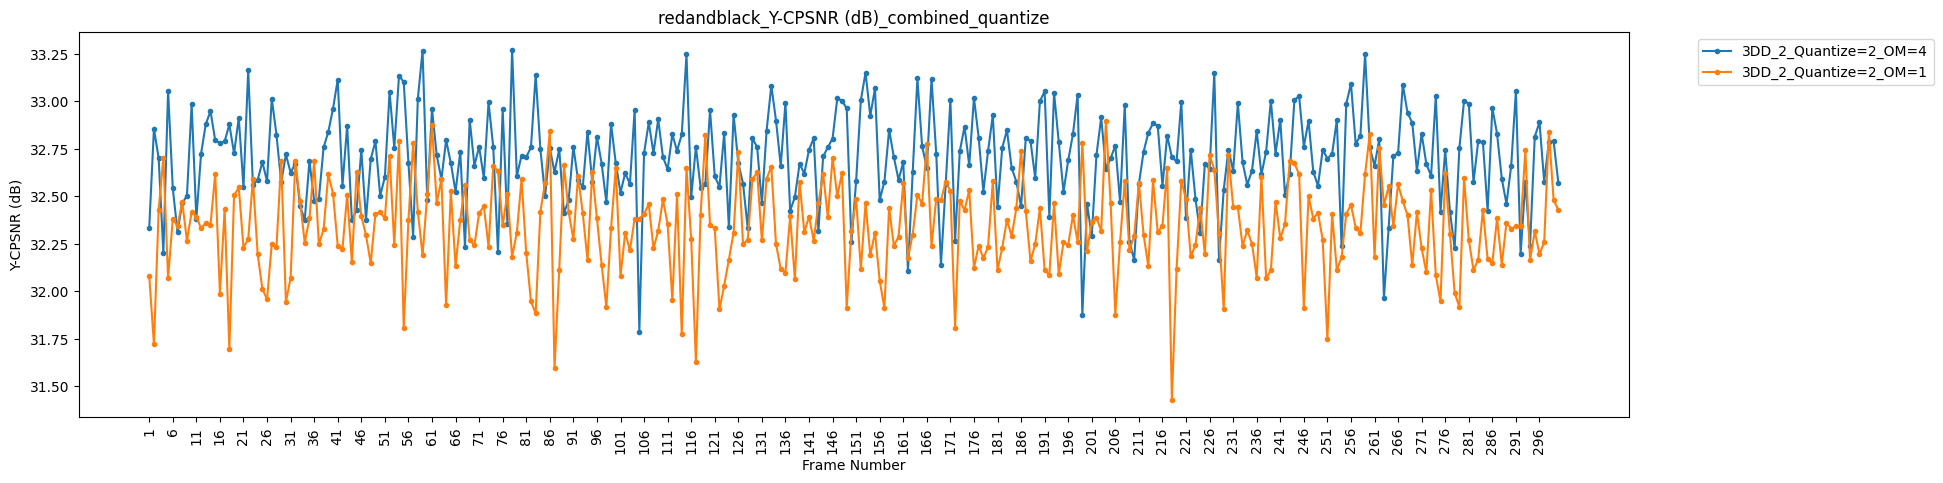 redandblack_Y-CPSNR (dB)_combined_quantize
3DD_2_Quantize=2_OM=4
3DD_2_Quantize=2_OM=1
Y-CPSNR (dB)
33.25
33.00
32.75
32.50
32.25
32.00
31.75
31.50
1 6 11 16 21 26 31 36 41 46 51 56 61 66 71 76 81 86 91 96 101 106 111 116 121 126 131 136 141 146 151 156 161 166 171 176 181 186 191 196 201 206 211 216 221 226 231 236 241 246 251 256 261 266 271 276 281 286 291 296
Frame Number